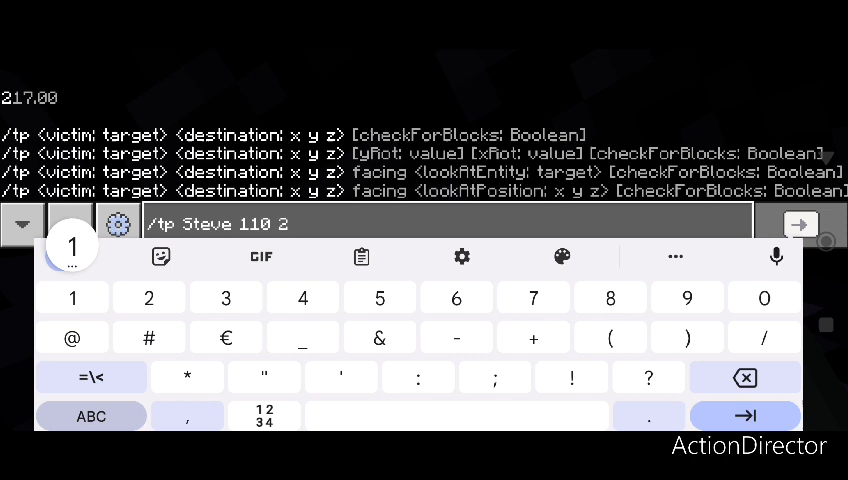 217.00
/tp <victim: target> <destination: x y z> [checkForBlocks: Boolean]
/tp <victim: target> <destination: x y z> [yRot: value] [xRot: value] [checkForBlocks: Boolean]
/tp <victim: target> <destination: x y z> facing <lookAtEntity: target> [checkForBlocks: Boolean]
/tp <victim: target> <destination: x y z> facing <lookAtPosition: x y z> [checkForBlocks: Boolean]
/tp Steve 110 2
1
GIF
1 2 3 4 5 6 7 8 9 0
@ # € _ & - + ( ) /
=\< * " ' : ; ! ?
ABC , 12 34 .
ActionDirector